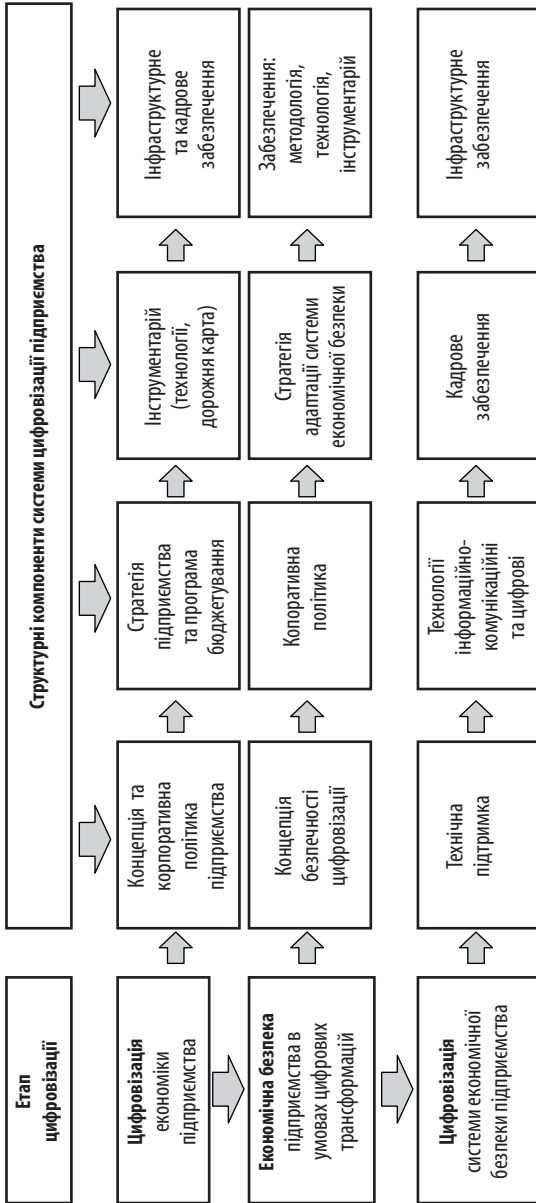 Етап
цифровізації
Структурні компоненти системи цифровізації підприємства
Цифровізація
економіки
підприємства
Концепція та
корпоративна
політика
підприємства
Стратегія
підприємства
та програма
бюджетування
Інструментарій
(технології,
дорожня карта)
Інфраструктурне
та кадрове
забезпечення
Економічна безпека
підприємства в
умовах цифрових
трансформацій
Концепція
безпечності
цифровізації
Копоративна
політика
Стратегія
адаптації системи
економічної безпеки
Забезпечення:
методологія,
технологія,
інструментарій
Цифровізація
системи економічної
безпеки підприємства
Технічна
підтримка
Технології
інформаційно-
комунікаційні
та цифрові
Кадрове
забезпечення
Інфраструктурне
забезпечення